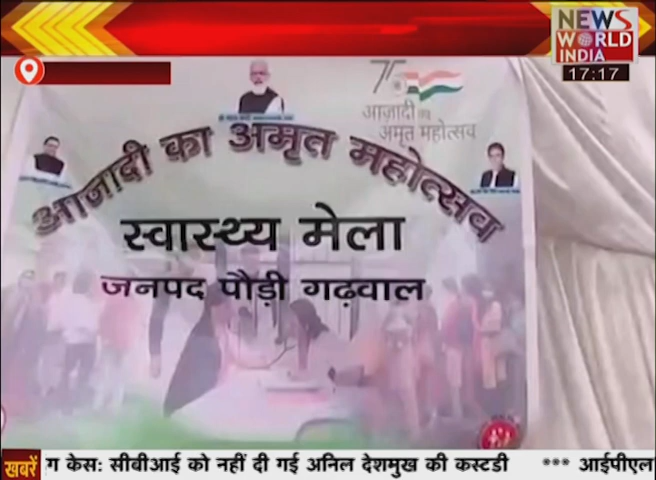 NEWS
WORLD
INDIA
17:17
75
आज़ादी का
अमृत महोत्सव
आज़ादी का अमृत महोत्सव
स्वास्थ्य मेला
जनपद पौड़ी गढ़वाल
खबरें
ग केस: सीबीआई को नहीं दी गई अनिल देशमुख की कस्टडी *** आईपीएल